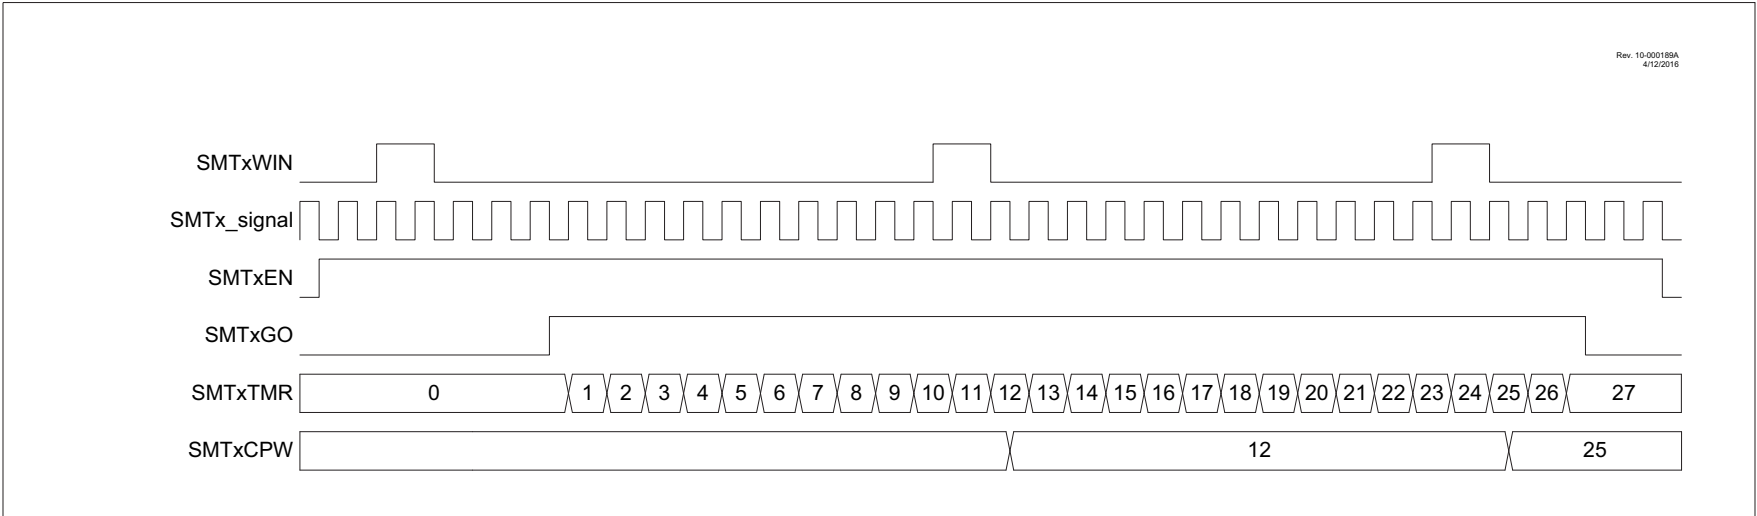 Rev. 10-000189A
4/12/2016
SMTxWIN
SMTx_signal
SMTxEN
SMTxGO
SMTxTMR 0 1 2 3 4 5 6 7 8 9 10 11 12 13 14 15 16 17 18 19 20 21 22 23 24 25 26 27
SMTxCPW 12 25